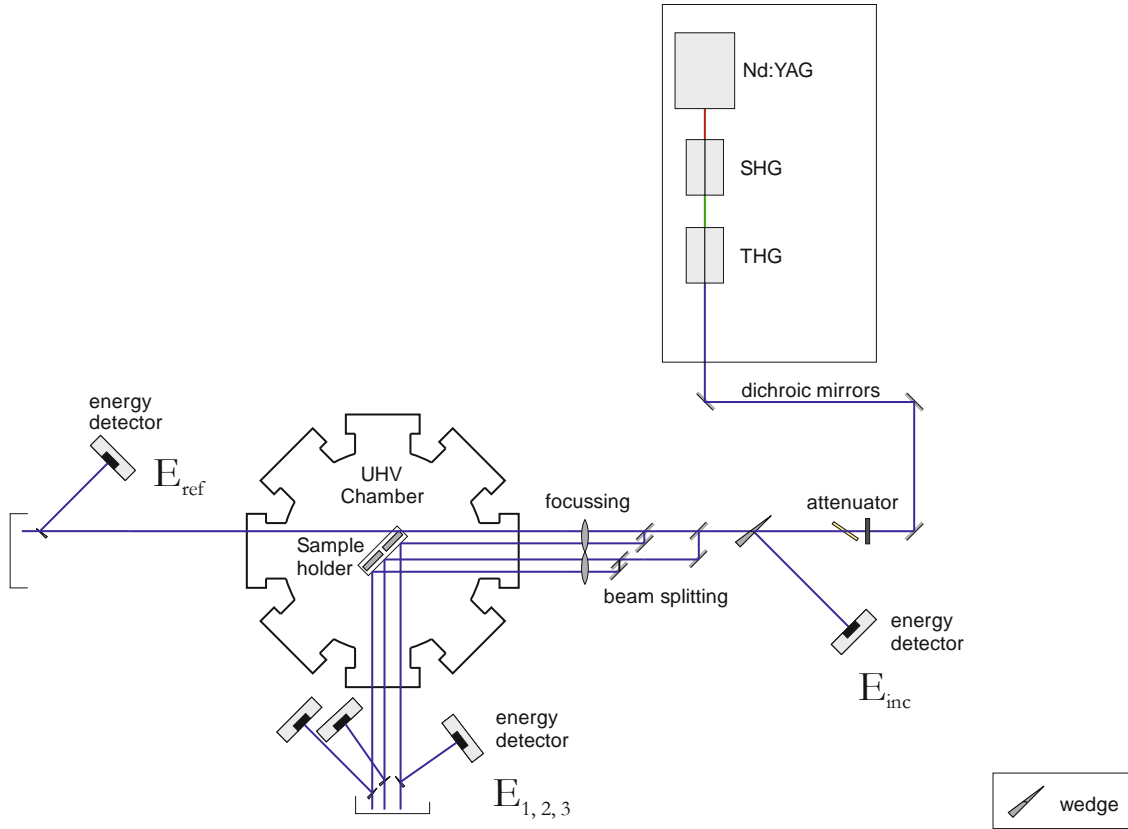 Nd:YAG
SHG
THG
dichroic mirrors
energy
detector
E_ref
UHV
Chamber
focussing
attenuator
Sample
holder
beam splitting
energy
detector
E_inc
energy
detector
E_1, 2, 3
wedge